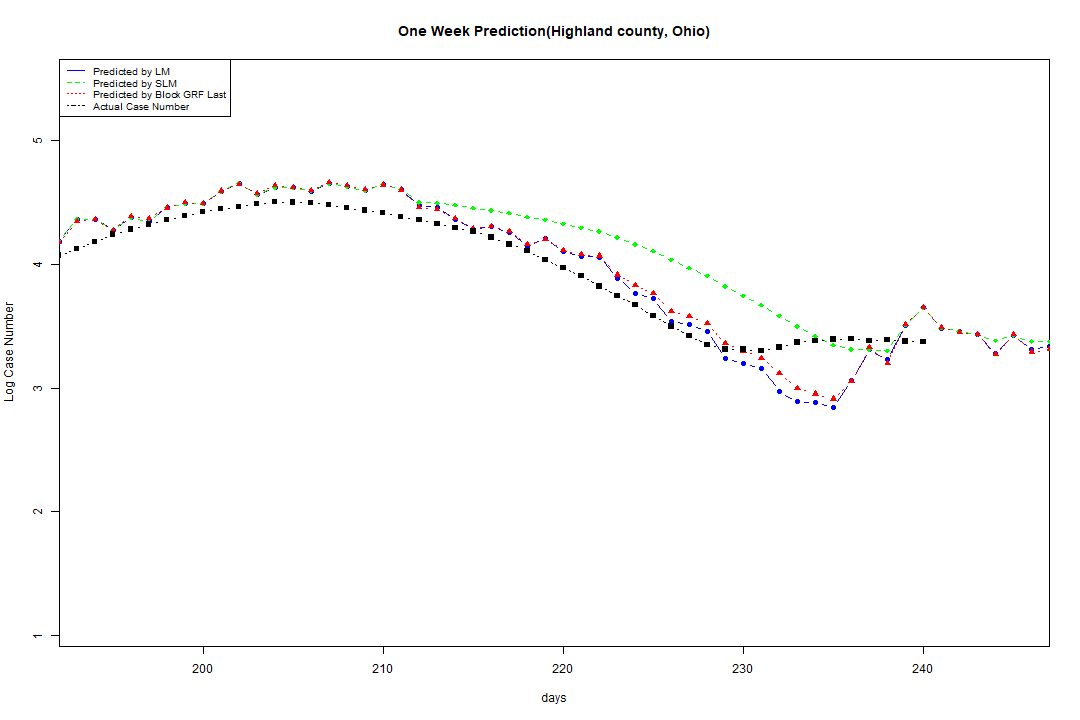 One Week Prediction(Highland county, Ohio)
Predicted by LM
Predicted by SLM
Predicted by Block GRF Last
Actual Case Number
5
4
3
2
1
Log Case Number
200 210 220 230 240
days